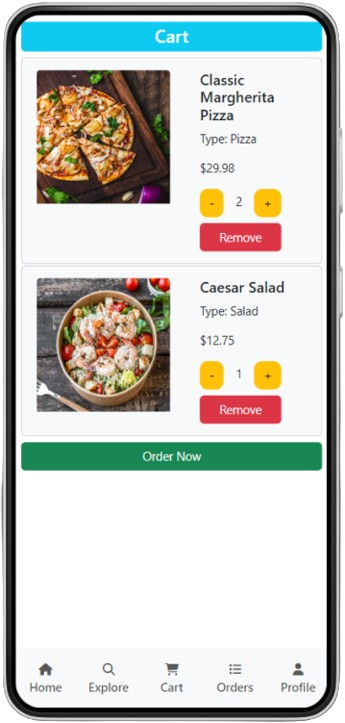 Cart
Classic
Margherita
Pizza
Type: Pizza
$29.98
- 2 +
Remove
Caesar Salad
Type: Salad
$12.75
- 1 +
Remove
Order Now
Home Explore Cart Orders Profile